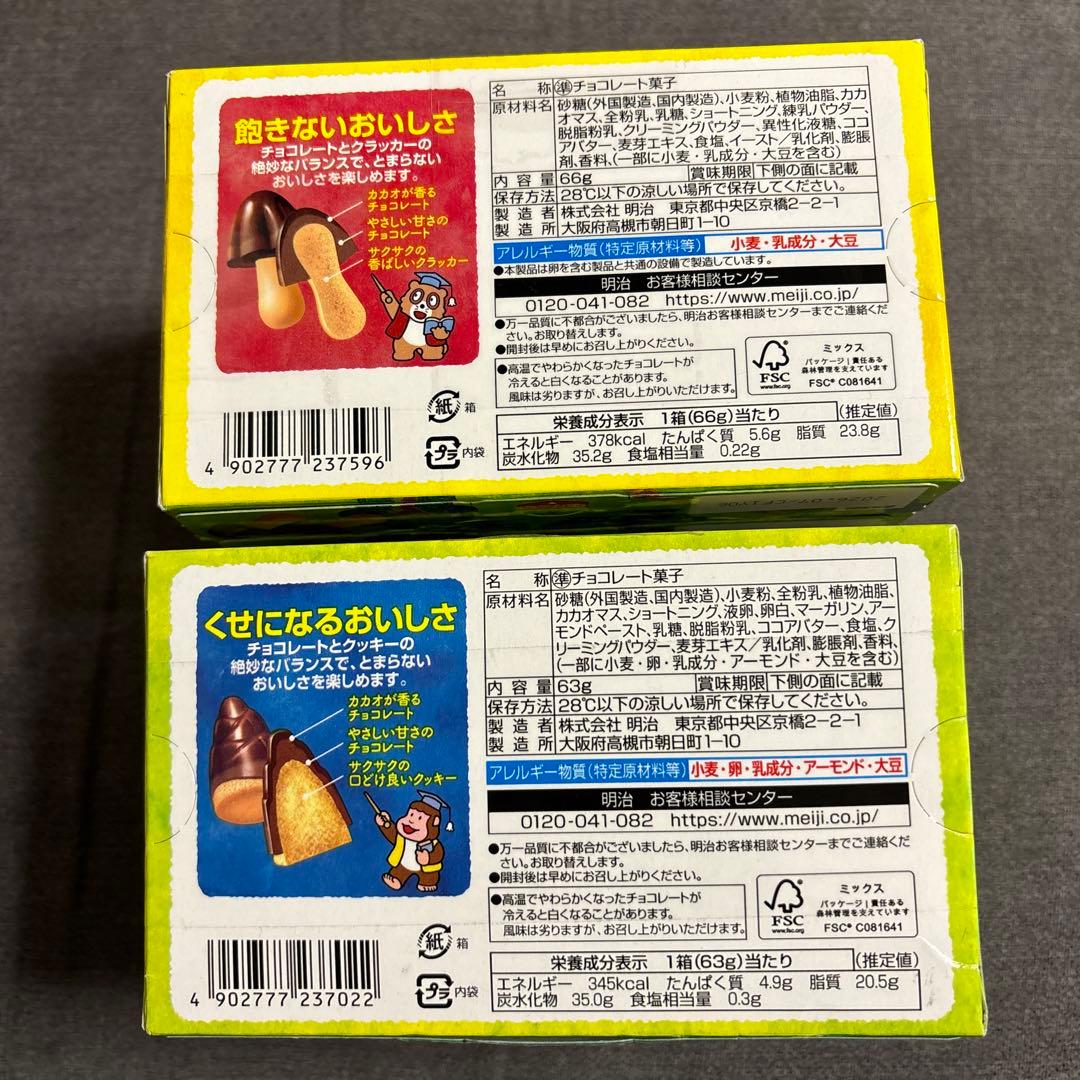 飽きないおいしさ
チョコレートとクラッカーの
絶妙なバランスで、とまらない
おいしさを楽しめます。
カカオが香る
チョコレート
やさしい甘さの
チョコレート
サクサクの
香ばしいクラッカー
紙 箱
プラ 内袋
4 902777 237596
名称 準チョコレート菓子
原材料名 砂糖(外国製造、国内製造)、小麦粉、植物油脂、カカ
オマス、全粉乳、乳糖、ショートニング、練乳パウダー、
脱脂粉乳、クリーミングパウダー、異性化液糖、ココ
アバター、麦芽エキス、食塩、イースト/乳化剤、膨脹
剤、香料、(一部に小麦・乳成分・大豆を含む)
内容量 66g 賞味期限 下側の面に記載
保存方法 28℃以下の涼しい場所で保存してください。
製造者 株式会社 明治 東京都中央区京橋2-2-1
製造所 大阪府高槻市朝日町1-10
アレルギー物質(特定原材料等) 小麦・乳成分・大豆
●本製品は卵を含む製品と共通の設備で製造しています。
明治 お客様相談センター
0120-041-082 https://www.meiji.co.jp/
●万一品質に不都合がございましたら、明治お客様相談センターまでご連絡くだ
さい。お取り替えします。
●開封後は早めにお召し上がりください。
●高温でやわらかくなったチョコレートが
冷えると白くなることがあります。
風味は劣りますが、お召し上がりいただけます。
FSC
www.fsc.org
ミックス
パッケージ|責任ある
森林管理を支えています
FSC® C081641
栄養成分表示 1箱(66g)当たり (推定値)
エネルギー 378kcal たんぱく質 5.6g 脂質 23.8g
炭水化物 35.2g 食塩相当量 0.22g
くせになるおいしさ
チョコレートとクッキーの
絶妙なバランスで、とまらない
おいしさを楽しめます。
カカオが香る
チョコレート
やさしい甘さの
チョコレート
サクサクの
口どけ良いクッキー
紙 箱
プラ 内袋
4 902777 237022
名称 準チョコレート菓子
原材料名 砂糖(外国製造、国内製造)、小麦粉、全粉乳、植物油脂、
カカオマス、ショートニング、液卵、卵白、マーガリン、アー
モンドペースト、乳糖、脱脂粉乳、ココアバター、食塩、ク
リーミングパウダー、麦芽エキス/乳化剤、膨脹剤、香料、
(一部に小麦・卵・乳成分・アーモンド・大豆を含む)
内容量 63g 賞味期限 下側の面に記載
保存方法 28℃以下の涼しい場所で保存してください。
製造者 株式会社 明治 東京都中央区京橋2-2-1
製造所 大阪府高槻市朝日町1-10
アレルギー物質(特定原材料等) 小麦・卵・乳成分・アーモンド・大豆
明治 お客様相談センター
0120-041-082 https://www.meiji.co.jp/
●万一品質に不都合がございましたら、明治お客様相談センターまでご連絡くだ
さい。お取り替えします。
●開封後は早めにお召し上がりください。
●高温でやわらかくなったチョコレートが
冷えると白くなることがあります。
風味は劣りますが、お召し上がりいただけます。
FSC
www.fsc.org
ミックス
パッケージ|責任ある
森林管理を支えています
FSC® C081641
栄養成分表示 1箱(63g)当たり (推定値)
エネルギー 345kcal たんぱく質 4.9g 脂質 20.5g
炭水化物 35.0g 食塩相当量 0.3g